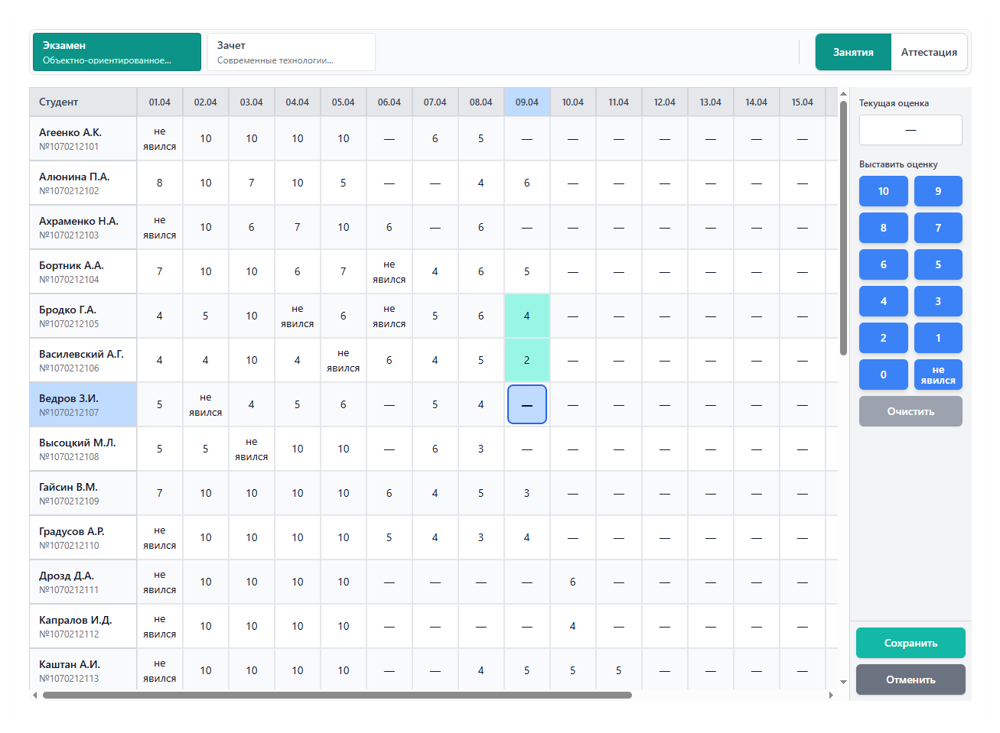 Экзамен
Объектно-ориентированное...
Зачет
Современные технологии...
Занятия
Аттестация
Студент 01.04 02.04 03.04 04.04 05.04 06.04 07.04 08.04 09.04 10.04 11.04 12.04 13.04 14.04 15.04
Агеенко А.К. №1070212101 не явился 10 10 10 10 — 6 5 — — — — — — —
Алюнина П.А. №1070212102 8 10 7 10 5 — — 4 6 — — — — — —
Ахраменко Н.А. №1070212103 не явился 10 6 7 10 6 — 6 — — — — — — —
Бортник А.А. №1070212104 7 10 10 6 7 не явился 4 6 5 — — — — — —
Бродко Г.А. №1070212105 4 5 10 не явился 6 не явился 5 6 4 — — — — — —
Василевский А.Г. №1070212106 4 4 10 4 не явился 6 4 5 2 — — — — — —
Ведров З.И. №1070212107 5 не явился 4 5 6 — 5 4 — — — — — — —
Высоцкий М.Л. №1070212108 5 5 не явился 10 10 — 6 3 — — — — — — —
Гайсин В.М. №1070212109 7 10 10 10 10 6 4 5 3 — — — — — —
Градусов А.Р. №1070212110 не явился 10 10 10 10 5 4 3 4 — — — — — —
Дрозд Д.А. №1070212111 не явился 10 10 10 10 — — — — 6 — — — — —
Капралов И.Д. №1070212112 не явился 10 10 10 10 — — — — 4 — — — — —
Каштан А.И. №1070212113 не явился 10 10 10 10 — — 4 5 5 5 — — — —
Текущая оценка
—
Выставить оценку
10 9
8 7
6 5
4 3
2 1
0 не явился
Очистить
Сохранить
Отменить